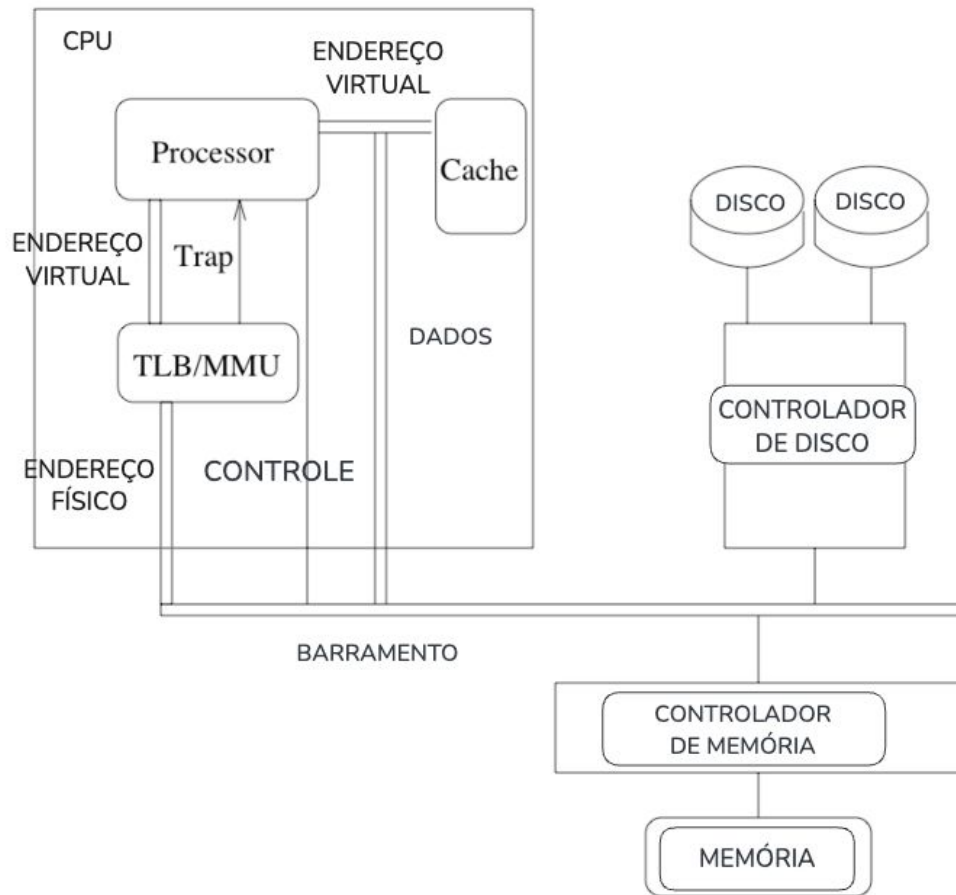 CPU
ENDEREÇO
VIRTUAL
Processor
Cache
DISCO
DISCO
ENDEREÇO
VIRTUAL
Trap
DADOS
TLB/MMU
CONTROLADOR
DE DISCO
ENDEREÇO
FÍSICO
CONTROLE
BARRAMENTO
CONTROLADOR
DE MEMÓRIA
MEMÓRIA